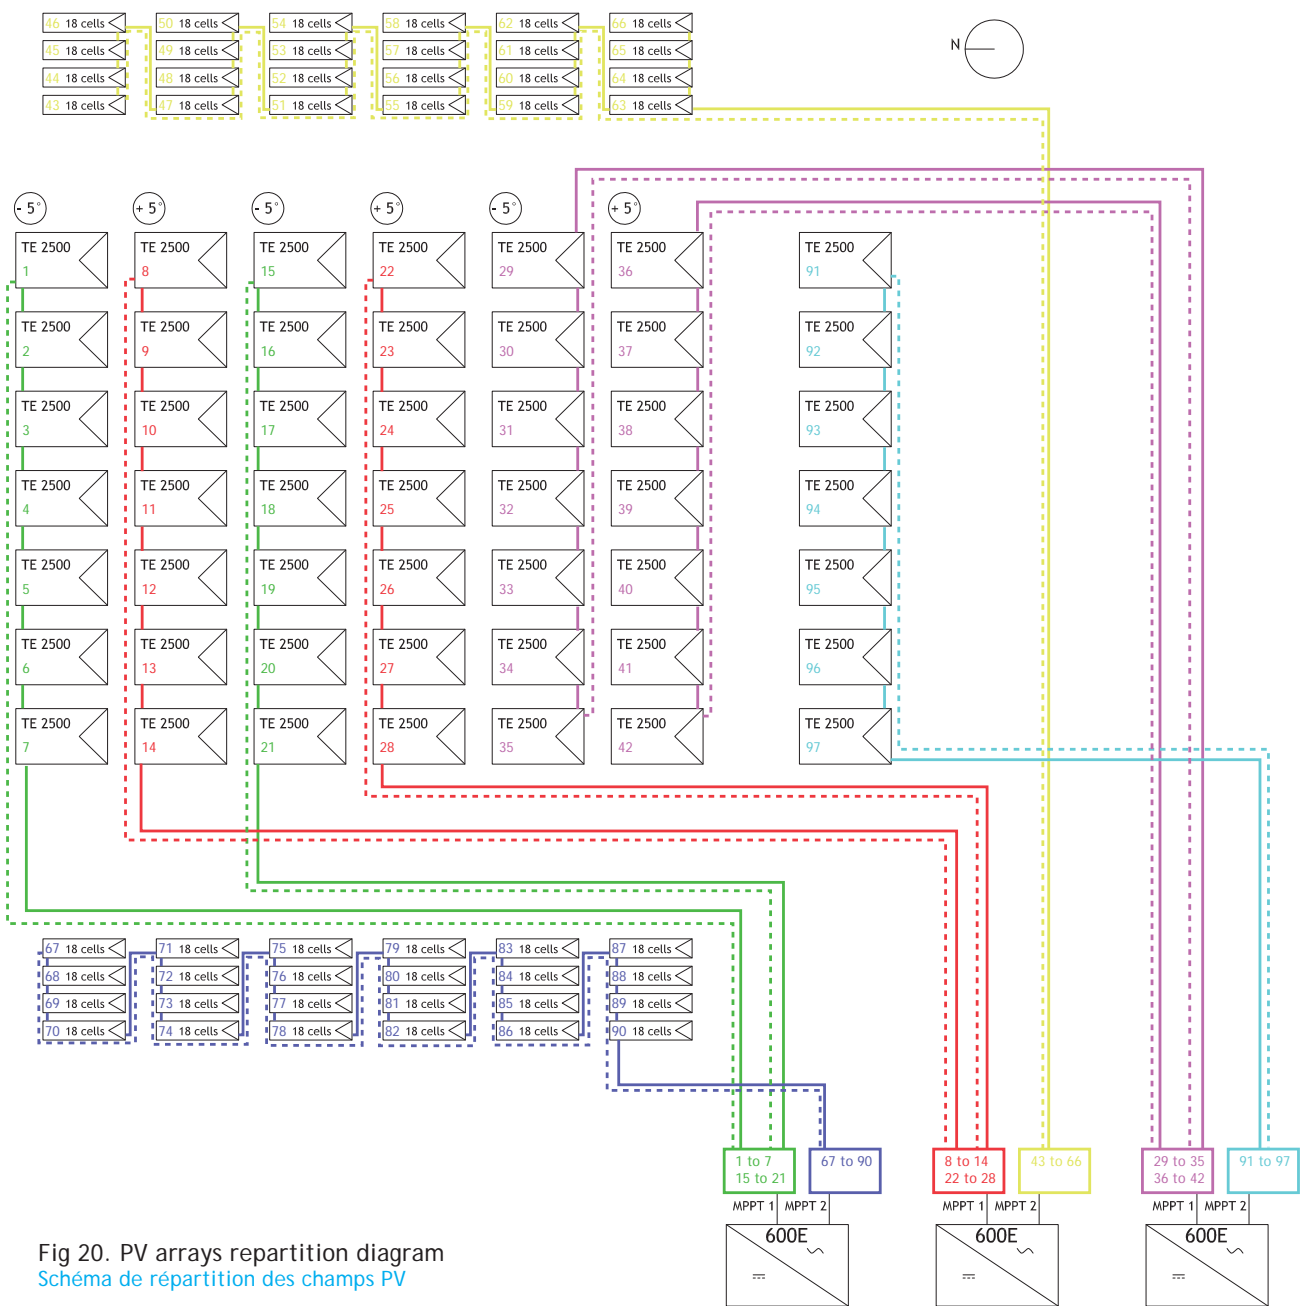 46 18 cells 50 18 cells 54 18 cells 58 18 cells 62 18 cells 66 18 cells
45 18 cells 49 18 cells 53 18 cells 57 18 cells 61 18 cells 65 18 cells
44 18 cells 48 18 cells 52 18 cells 56 18 cells 60 18 cells 64 18 cells
43 18 cells 47 18 cells 51 18 cells 55 18 cells 59 18 cells 63 18 cells
N
- 5° + 5° - 5° + 5° - 5° + 5°
TE 2500 TE 2500 TE 2500 TE 2500 TE 2500 TE 2500 TE 2500
1 8 15 22 29 36 91
TE 2500 TE 2500 TE 2500 TE 2500 TE 2500 TE 2500 TE 2500
2 9 16 23 30 37 92
TE 2500 TE 2500 TE 2500 TE 2500 TE 2500 TE 2500 TE 2500
3 10 17 24 31 38 93
TE 2500 TE 2500 TE 2500 TE 2500 TE 2500 TE 2500 TE 2500
4 11 18 25 32 39 94
TE 2500 TE 2500 TE 2500 TE 2500 TE 2500 TE 2500 TE 2500
5 12 19 26 33 40 95
TE 2500 TE 2500 TE 2500 TE 2500 TE 2500 TE 2500 TE 2500
6 13 20 27 34 41 96
TE 2500 TE 2500 TE 2500 TE 2500 TE 2500 TE 2500 TE 2500
7 14 21 28 35 42 97
67 18 cells 71 18 cells 75 18 cells 79 18 cells 83 18 cells 87 18 cells
68 18 cells 72 18 cells 76 18 cells 80 18 cells 84 18 cells 88 18 cells
69 18 cells 73 18 cells 77 18 cells 81 18 cells 85 18 cells 89 18 cells
70 18 cells 74 18 cells 78 18 cells 82 18 cells 86 18 cells 90 18 cells
1 to 7 67 to 90 8 to 14 43 to 66 29 to 35 91 to 97
15 to 21 22 to 28 36 to 42
MPPT 1 MPPT 2 MPPT 1 MPPT 2 MPPT 1 MPPT 2
600E 600E 600E
Fig 20. PV arrays repartition diagram
Schéma de répartition des champs PV